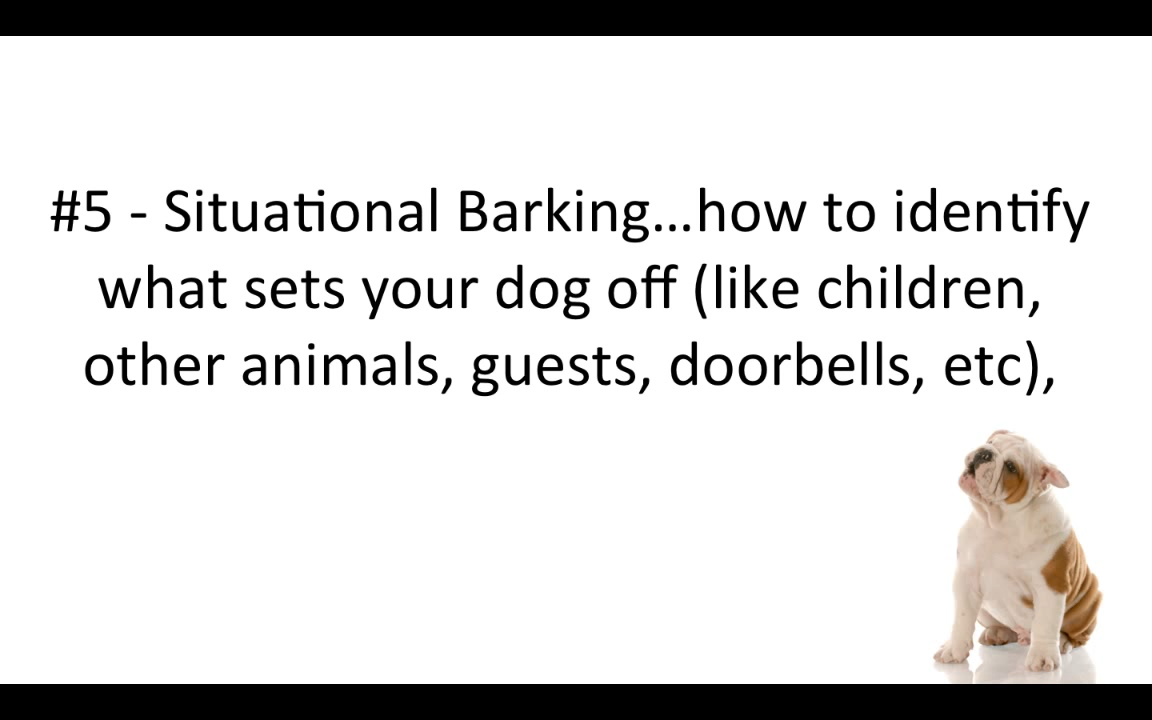 #5 - Situational Barking...how to identify
what sets your dog off (like children,
other animals, guests, doorbells, etc),